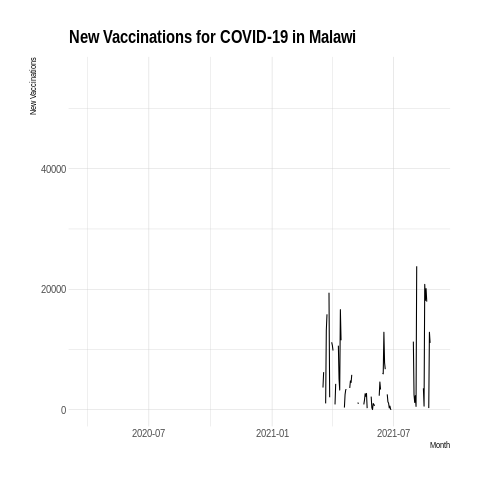 New Vaccinations for COVID-19 in Malawi
New Vaccinations
40000
20000
0
2020-07
2021-01
2021-07
Month